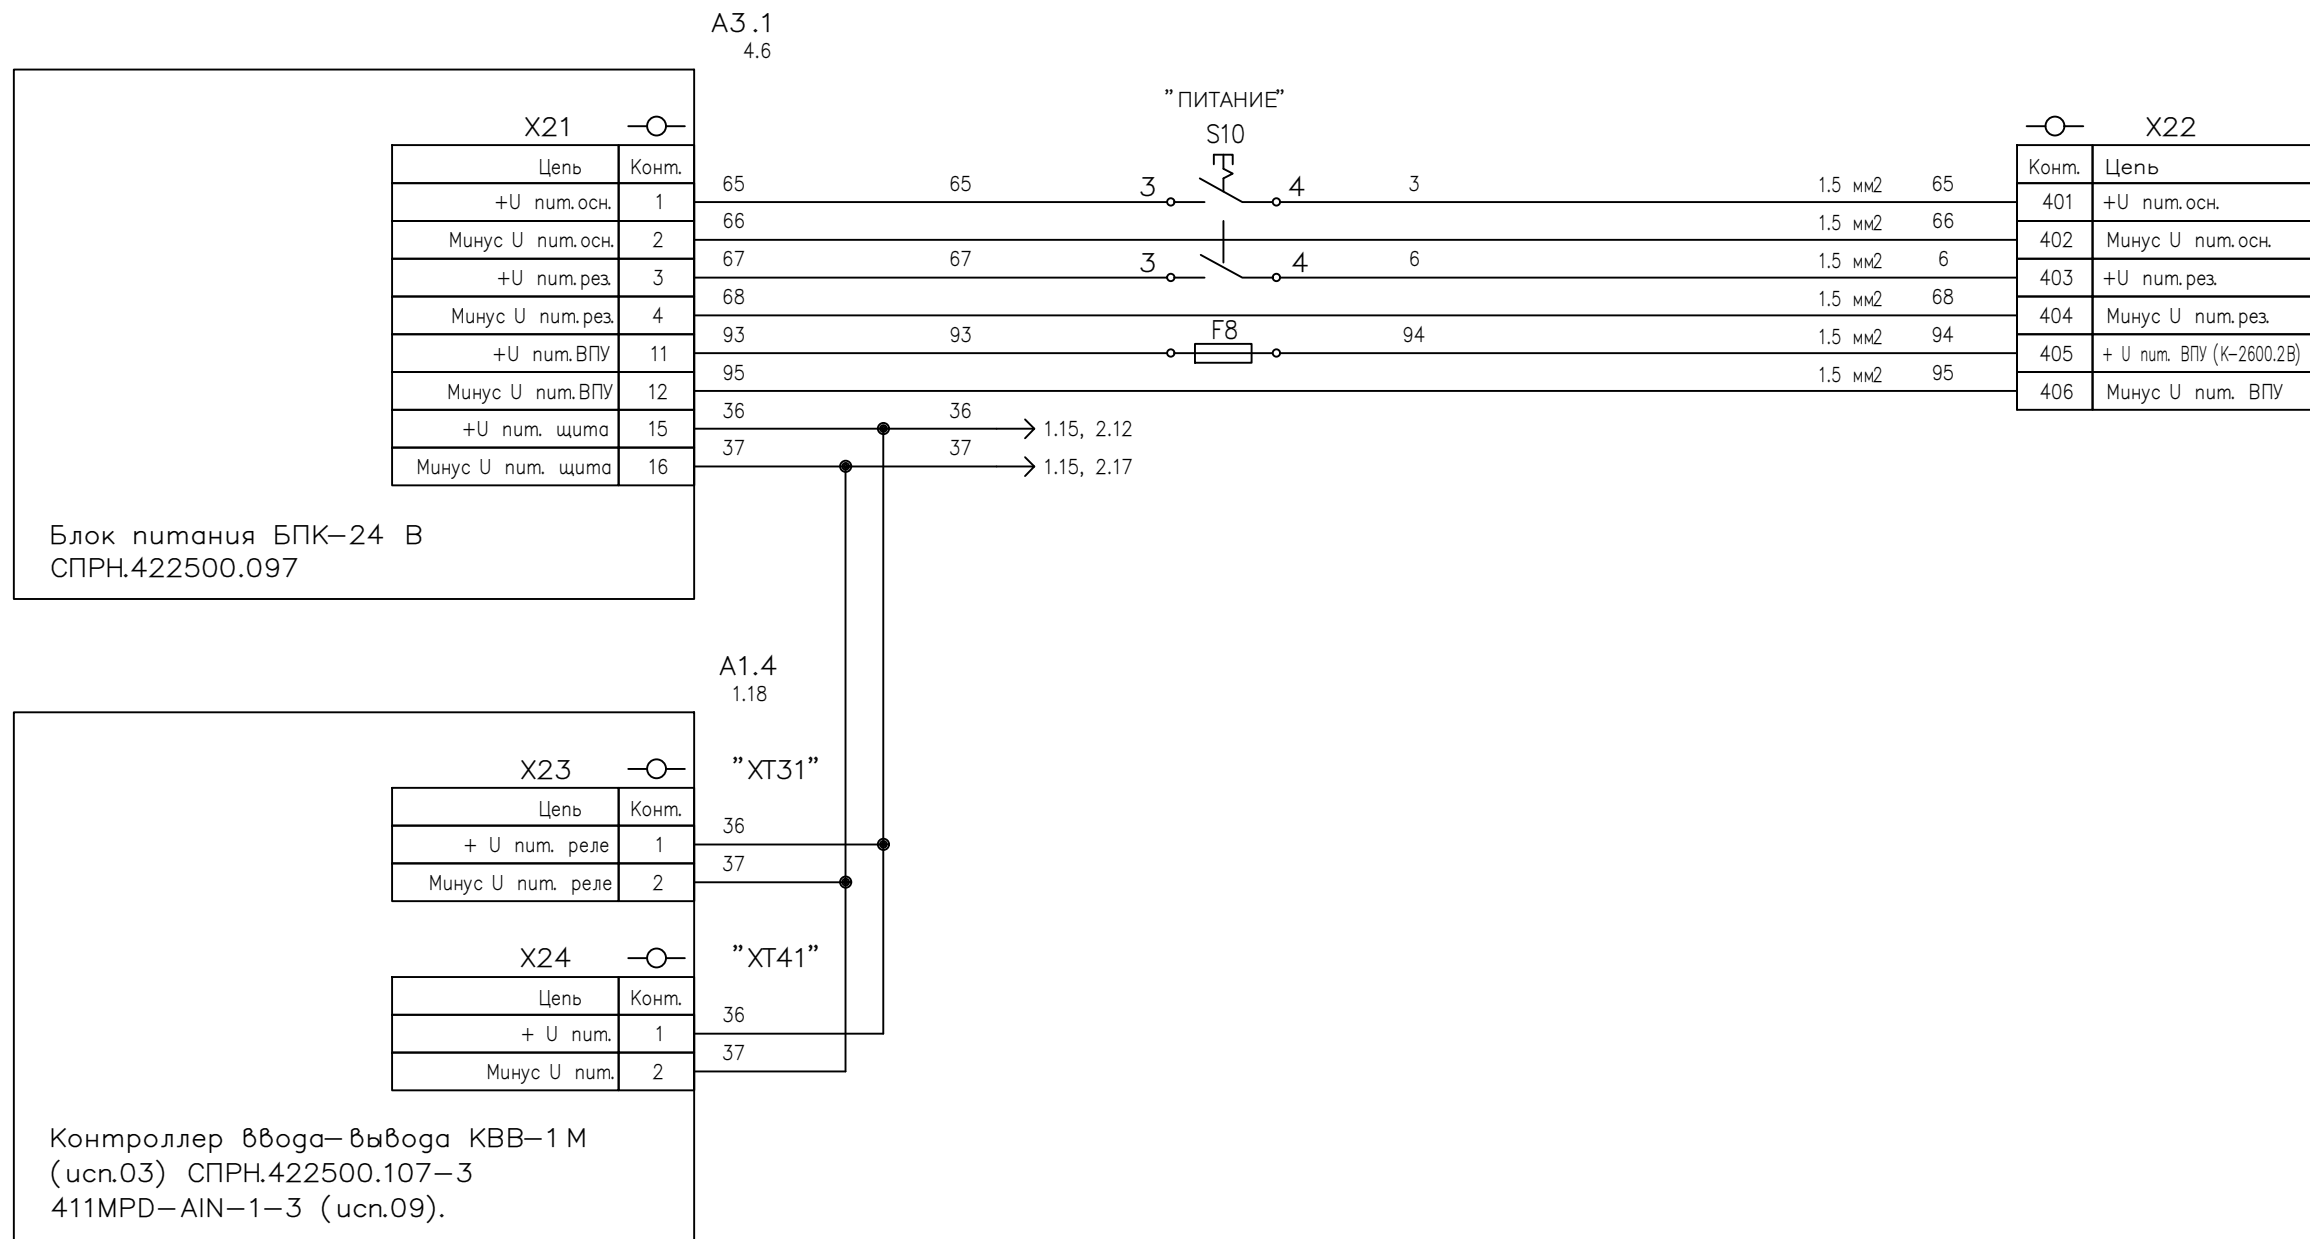 А3.1
4.6
"ПИТАНИЕ"
S10
X21
Цепь Конт.
+U пит.осн. 1
Минус U пит.осн. 2
+U пит.рез. 3
Минус U пит.рез. 4
+U пит.ВПУ 11
Минус U пит.ВПУ 12
+U пит. щита 15
Минус U пит. щита 16
65 65 3 4 3 1.5 мм2 65
66 1.5 мм2 66
67 67 3 4 6 1.5 мм2 6
68 1.5 мм2 68
93 93 F8 94 1.5 мм2 94
95 1.5 мм2 95
36 36 1.15, 2.12
37 37 1.15, 2.17
X22
Конт. Цепь
401 +U пит.осн.
402 Минус U пит.осн.
403 +U пит.рез.
404 Минус U пит.рез.
405 + U пит. ВПУ (К-2600.2В)
406 Минус U пит. ВПУ
Блок питания БПК-24 В
СПРН.422500.097
А1.4
1.18
X23 "XT31"
Цепь Конт.
+ U пит. реле 1 36
Минус U пит. реле 2 37
X24 "XT41"
Цепь Конт.
+ U пит. 1 36
Минус U пит. 2 37
Контроллер ввода-вывода КВВ-1М
(исп.03) СПРН.422500.107-3
411MPD-AIN-1-3 (исп.09).